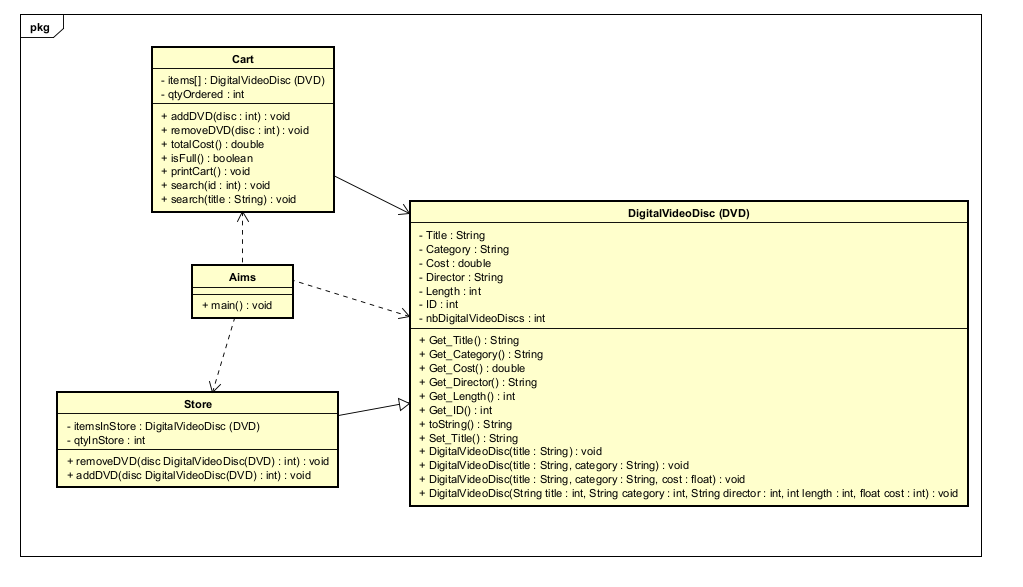 pkg
Cart
- items[] : DigitalVideoDisc (DVD)
- qtyOrdered : int
+ addDVD(disc : int) : void
+ removeDVD(disc : int) : void
+ totalCost() : double
+ isFull() : boolean
+ printCart() : void
+ search(id : int) : void
+ search(title : String) : void
Aims
+ main() : void
Store
- itemsInStore : DigitalVideoDisc (DVD)
- qtyInStore : int
+ removeDVD(disc DigitalVideoDisc(DVD) : int) : void
+ addDVD(disc DigitalVideoDisc(DVD) : int) : void
DigitalVideoDisc (DVD)
- Title : String
- Category : String
- Cost : double
- Director : String
- Length : int
- ID : int
- nbDigitalVideoDiscs : int
+ Get_Title() : String
+ Get_Category() : String
+ Get_Cost() : double
+ Get_Director() : String
+ Get_Length() : int
+ Get_ID() : int
+ toString() : String
+ Set_Title() : String
+ DigitalVideoDisc(title : String) : void
+ DigitalVideoDisc(title : String, category : String) : void
+ DigitalVideoDisc(title : String, category : String, cost : float) : void
+ DigitalVideoDisc(String title : int, String category : int, String director : int, int length : int, float cost : int) : void